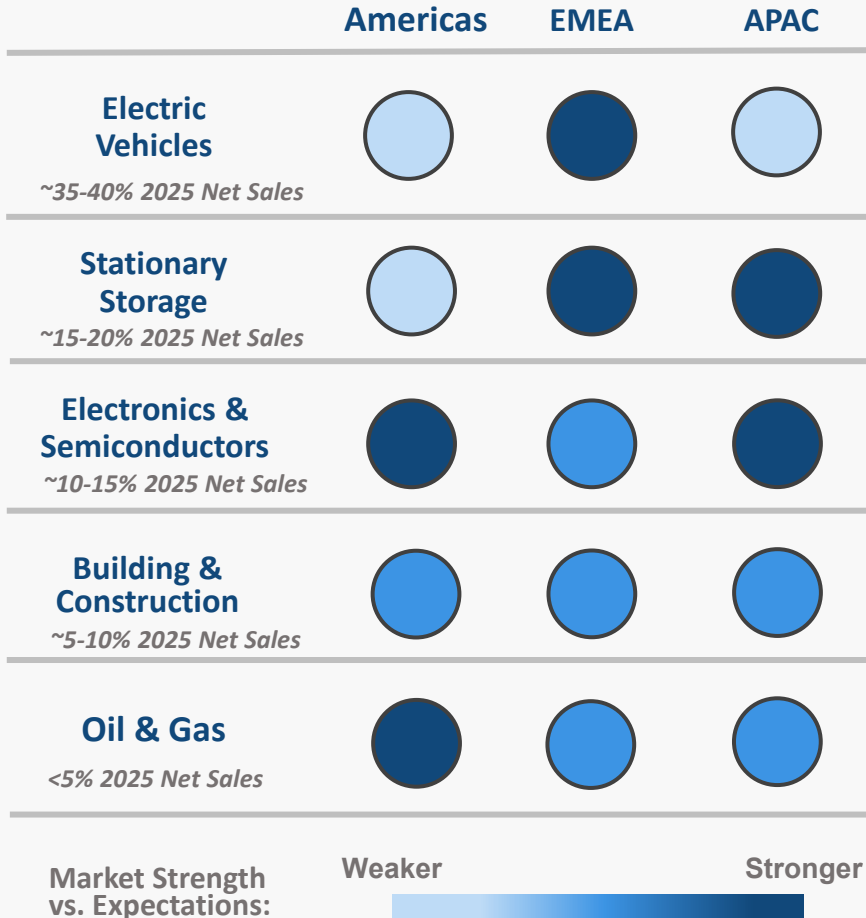 Americas EMEA APAC
Electric
Vehicles
~35-40% 2025 Net Sales
Stationary
Storage
~15-20% 2025 Net Sales
Electronics &
Semiconductors
~10-15% 2025 Net Sales
Building &
Construction
~5-10% 2025 Net Sales
Oil & Gas
<5% 2025 Net Sales
Weaker Stronger
Market Strength
vs. Expectations: